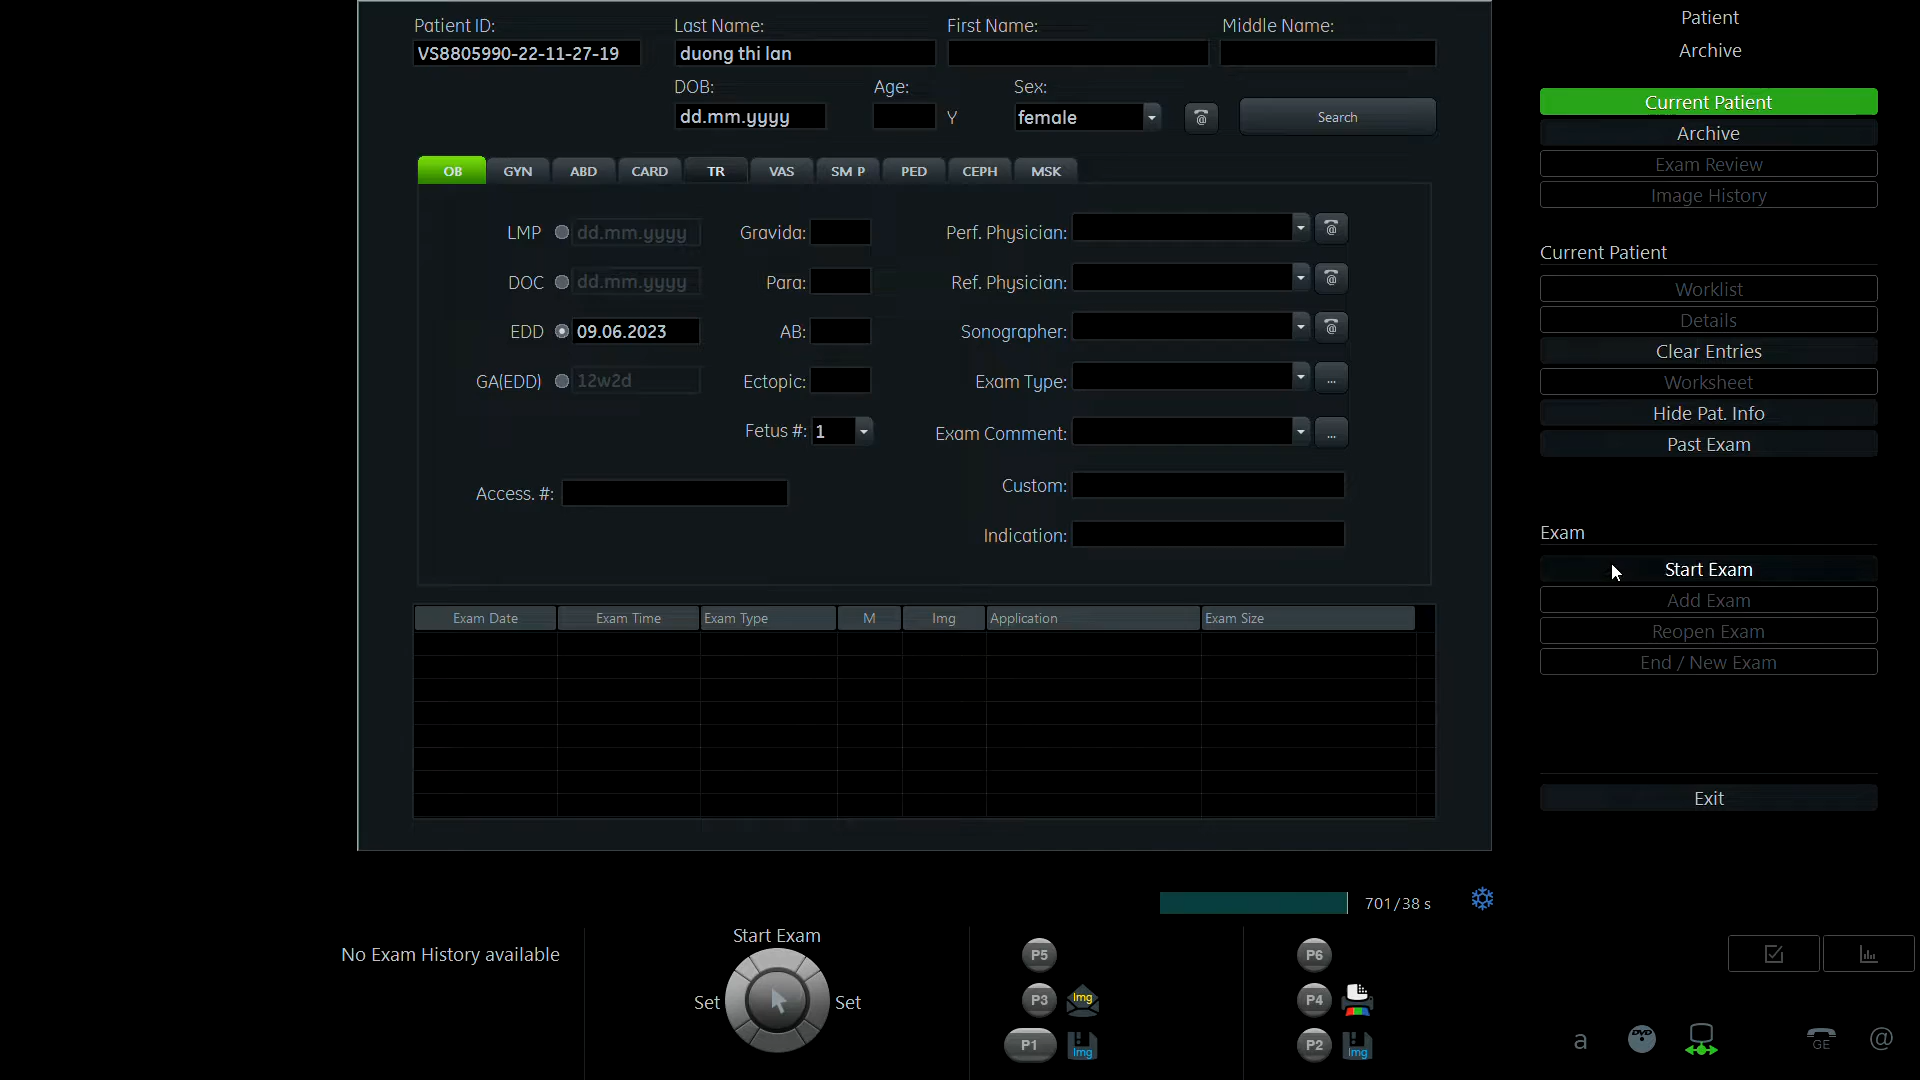 Patient ID: Last Name: First Name: Middle Name:
VS8805990-22-11-27-19 duong thi lan
DOB: Age: Sex:
dd.mm.yyyy Y female Search
OB GYN ABD CARD TR VAS SM P PED CEPH MSK
LMP dd.mm.yyyy Gravida: Perf. Physician:
DOC dd.mm.yyyy Para: Ref. Physician:
EDD 09.06.2023 AB: Sonographer:
GA(EDD) 12w2d Ectopic: Exam Type: ...
Fetus #: 1 Exam Comment: ...
Custom:
Access. #:
Indication:
Exam Date Exam Time Exam Type M Img Application Exam Size
701/38 s
No Exam History available
Start Exam
Set Set
P5
P3 Img
P1 Img
P6
P4
P2 Img
Patient
Archive
Current Patient
Archive
Exam Review
Image History
Current Patient
Worklist
Details
Clear Entries
Worksheet
Hide Pat. Info
Past Exam
Exam
Start Exam
Add Exam
Reopen Exam
End / New Exam
Exit
a DVD GE @